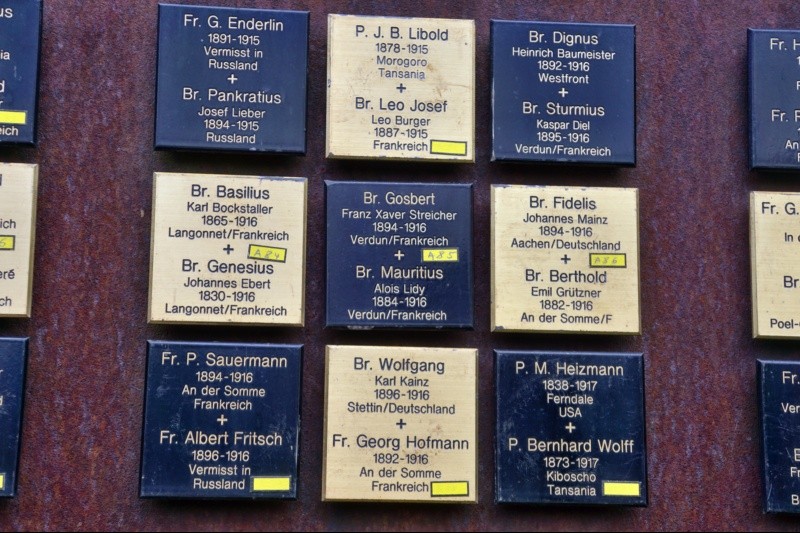 Fr. G. Enderlin
1891-1915
Vermisst in
Russland
+
Br. Pankratius
Josef Lieber
1894-1915
Russland
P. J. B. Libold
1878-1915
Morogoro
Tansania
+
Br. Leo Josef
Leo Burger
1887-1915
Frankreich
Br. Dignus
Heinrich Baumeister
1892-1916
Westfront
+
Br. Sturmius
Kaspar Diel
1895-1916
Verdun/Frankreich
Br. Basilius
Karl Bockstaller
1865-1916
Langonnet/Frankreich
+
A 84
Br. Genesius
Johannes Ebert
1830-1916
Langonnet/Frankreich
Br. Gosbert
Franz Xaver Streicher
1894-1916
Verdun/Frankreich
+
A 85
Br. Mauritius
Alois Lidy
1884-1916
Verdun/Frankreich
Br. Fidelis
Johannes Mainz
1894-1916
Aachen/Deutschland
+
A 86
Br. Berthold
Emil Grützner
1882-1916
An der Somme/F
Fr. P. Sauermann
1894-1916
An der Somme
Frankreich
+
Fr. Albert Fritsch
1896-1916
Vermisst in
Russland
Br. Wolfgang
Karl Kainz
1896-1916
Stettin/Deutschland
+
Fr. Georg Hofmann
1892-1916
An der Somme
Frankreich
P. M. Heizmann
1838-1917
Ferndale
USA
+
P. Bernhard Wolff
1873-1917
Kiboscho
Tansania